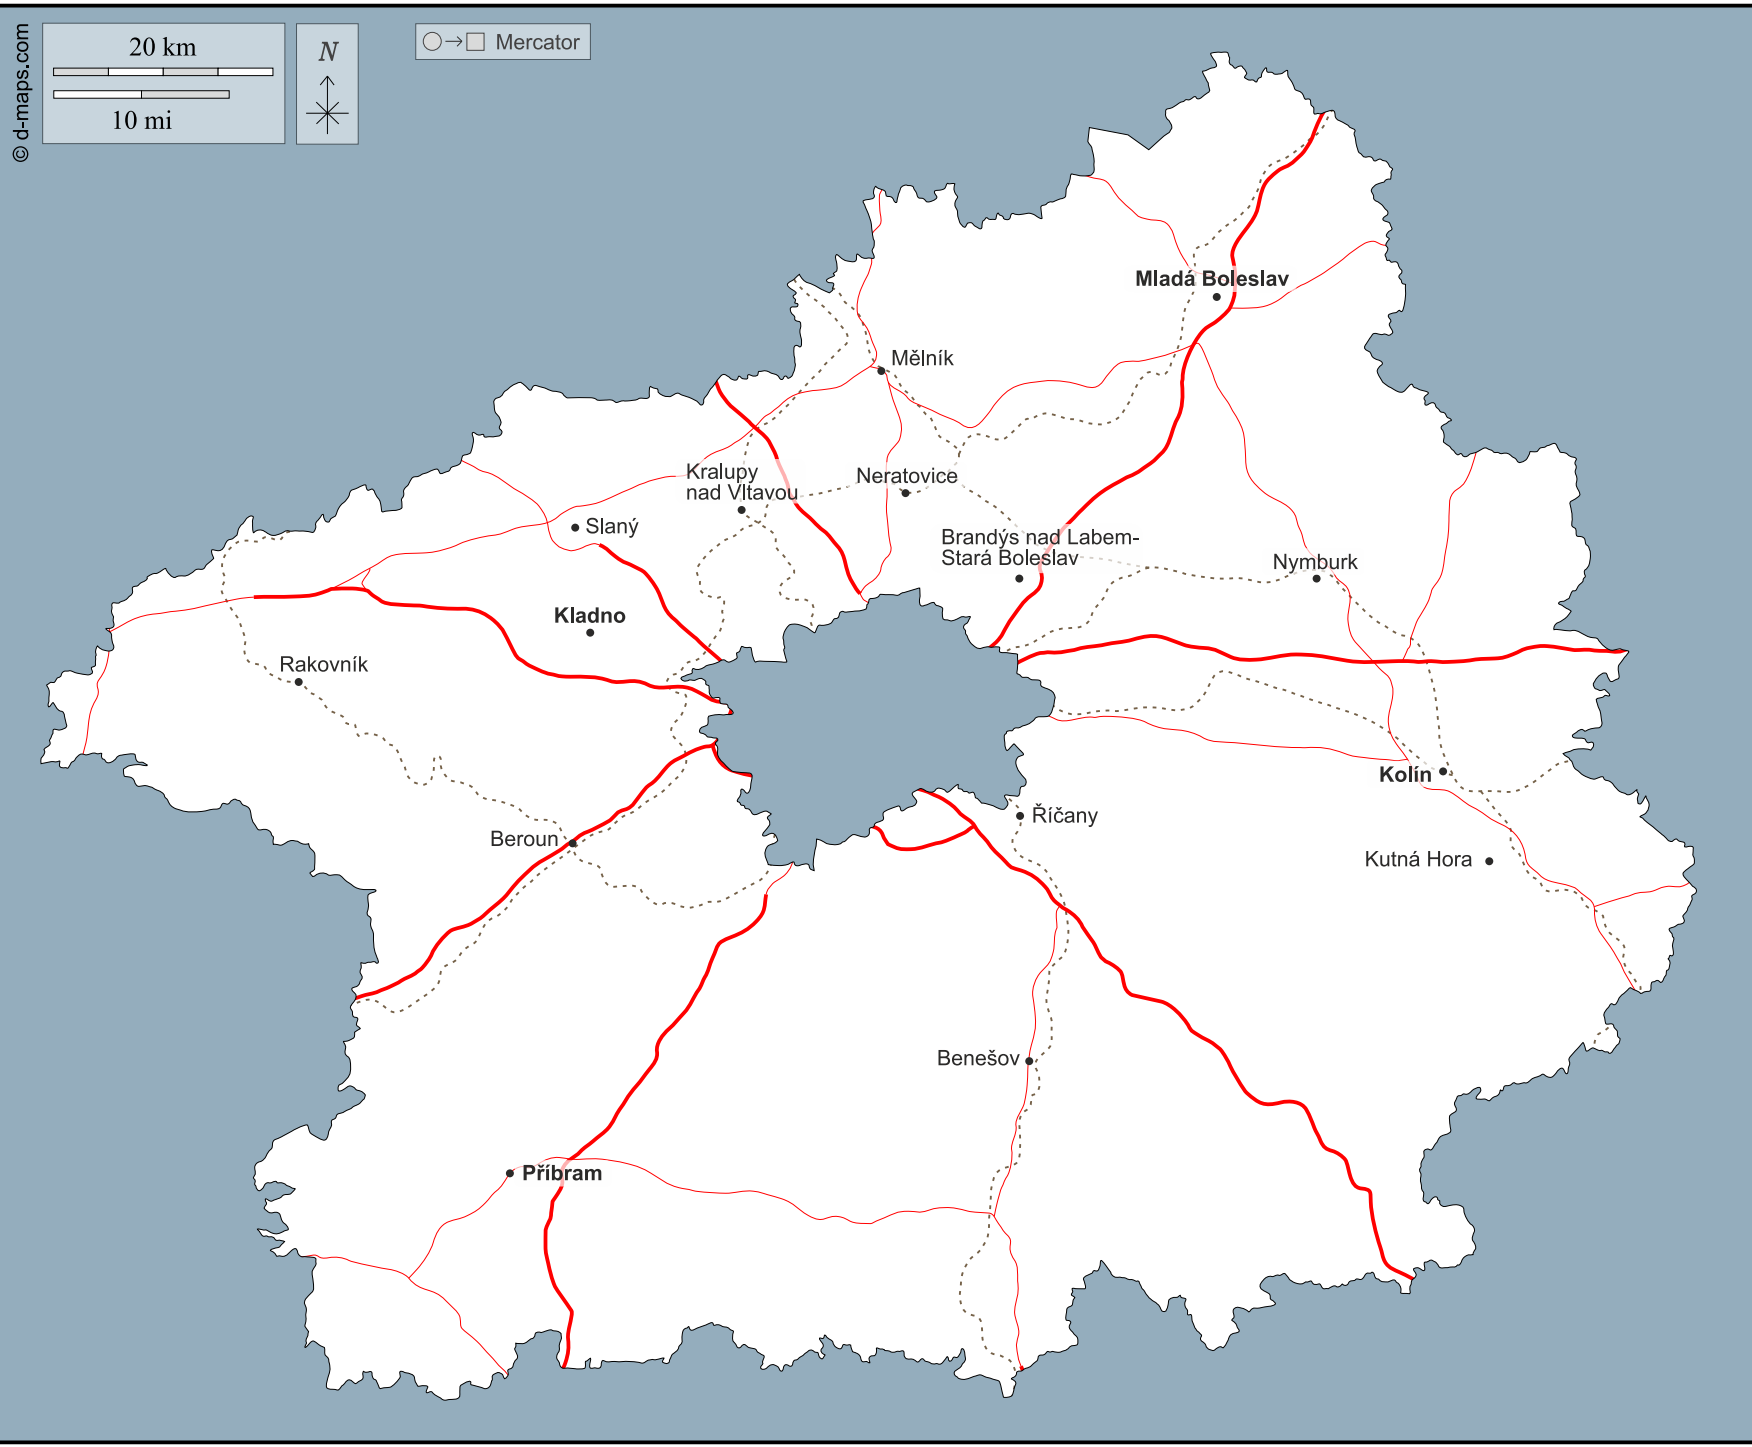 © d-maps.com
20 km
10 mi
N
Mercator
Mladá Boleslav
Mělník
Kralupy
nad Vltavou
Neratovice
Slaný
Brandýs nad Labem-
Stará Boleslav
Nymburk
Kladno
Rakovník
Kolín
Říčany
Beroun
Kutná Hora
Benešov
Příbram